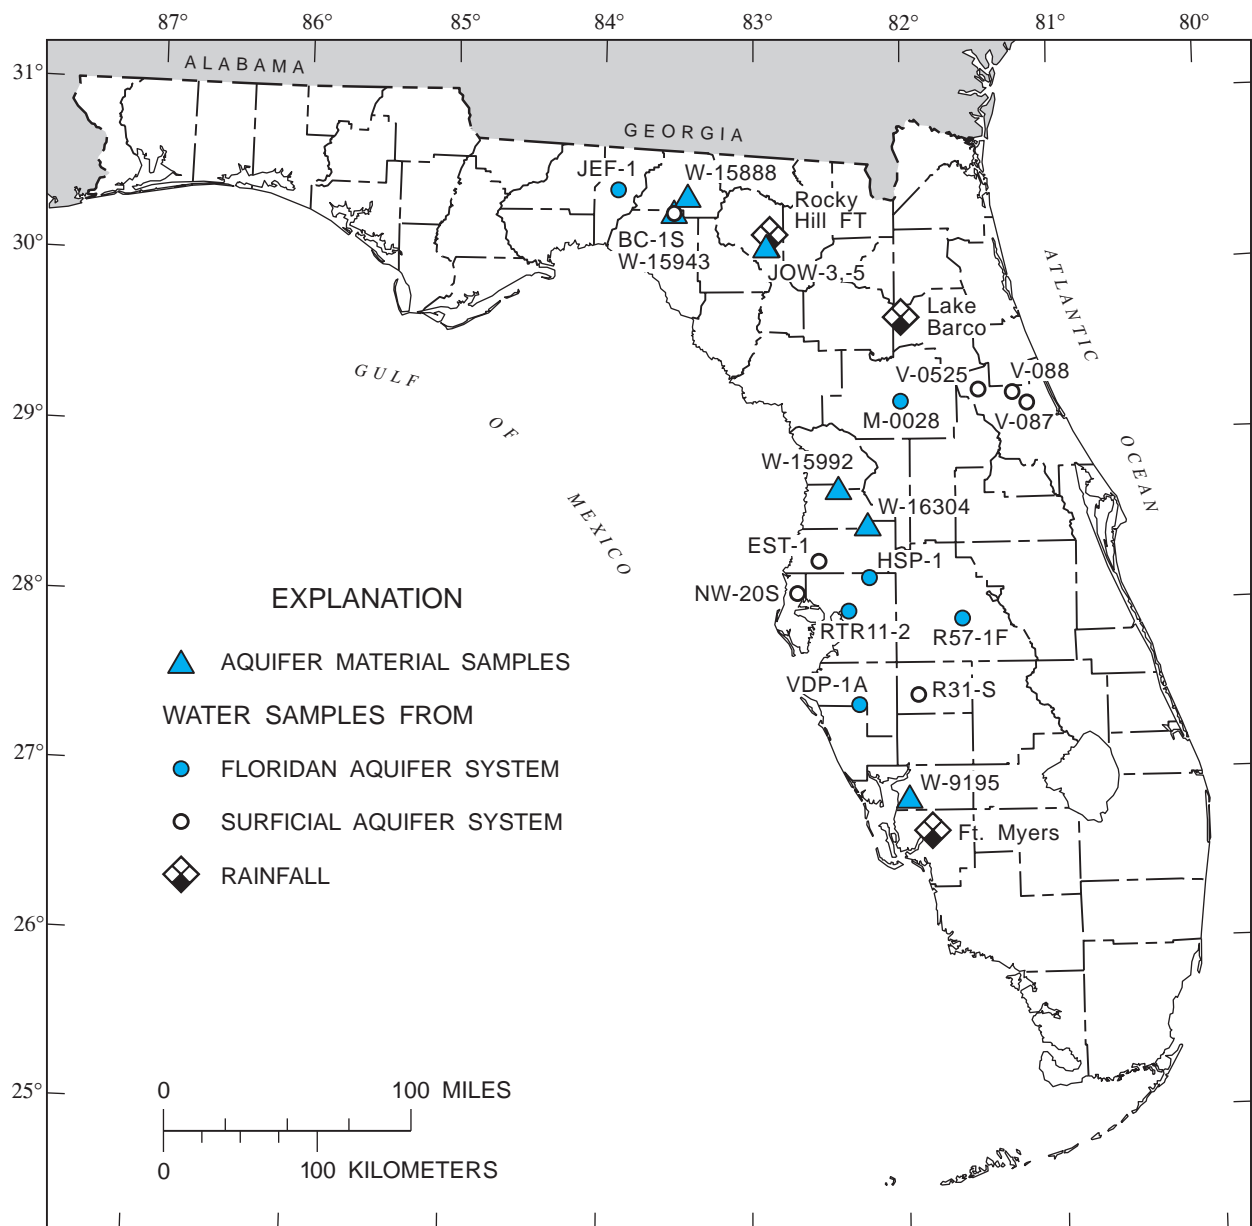 87° 86° 85° 84° 83° 82° 81° 80°
31°
30°
29°
28°
27°
26°
25°
ALABAMA
GEORGIA
JEF-1
W-15888
Rocky
Hill FT
BC-1S
W-15943
JOW-3,-5
Lake
Barco
ATLANTIC
OCEAN
GULF
OF
MEXICO
V-0525
V-088
M-0028
V-087
W-15992
W-16304
EST-1
HSP-1
NW-20S
RTR11-2
R57-1F
VDP-1A
R31-S
W-9195
Ft. Myers
EXPLANATION
AQUIFER MATERIAL SAMPLES
WATER SAMPLES FROM
FLORIDAN AQUIFER SYSTEM
SURFICIAL AQUIFER SYSTEM
RAINFALL
0 100 MILES
0 100 KILOMETERS